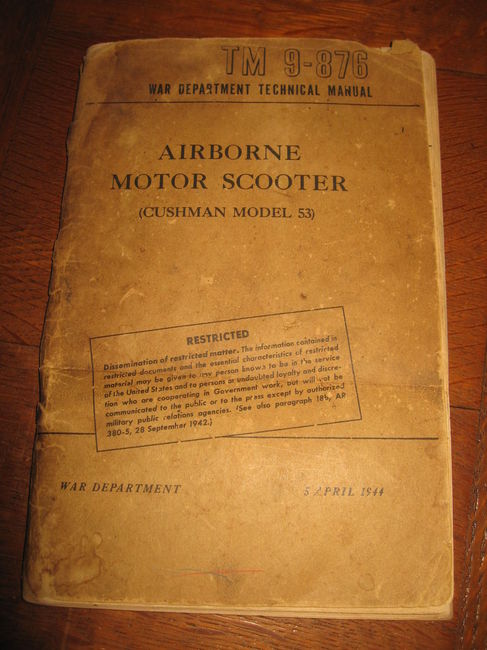 TM 9-876
WAR DEPARTMENT TECHNICAL MANUAL
AIRBORNE
MOTOR SCOOTER
(CUSHMAN MODEL 53)
RESTRICTED
Dissemination of restricted matter. The information contained in
restricted documents and the essential characteristics of restricted
material may be given to any person known to be in the service
of the United States and to persons of undoubted loyalty and discre-
tion who are cooperating in Government work, but will not be
communicated to the public or to the press except by authorized
military public relations agencies. (See also paragraph 18b, AR
380-5, 28 September 1942.)
WAR DEPARTMENT
5 APRIL 1944